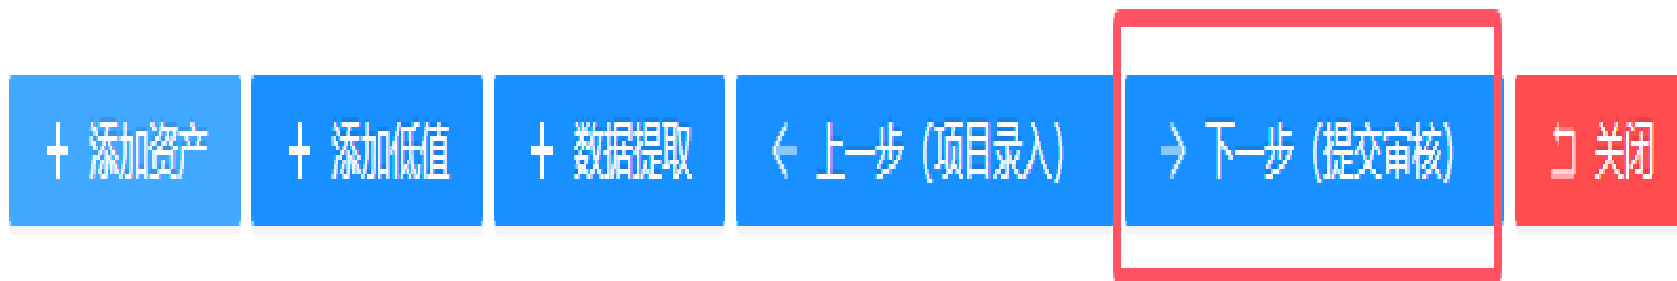 + 添加资产 + 添加低值 + 数据提取 ← 上一步（项目录入） → 下一步（提交审核） 关闭